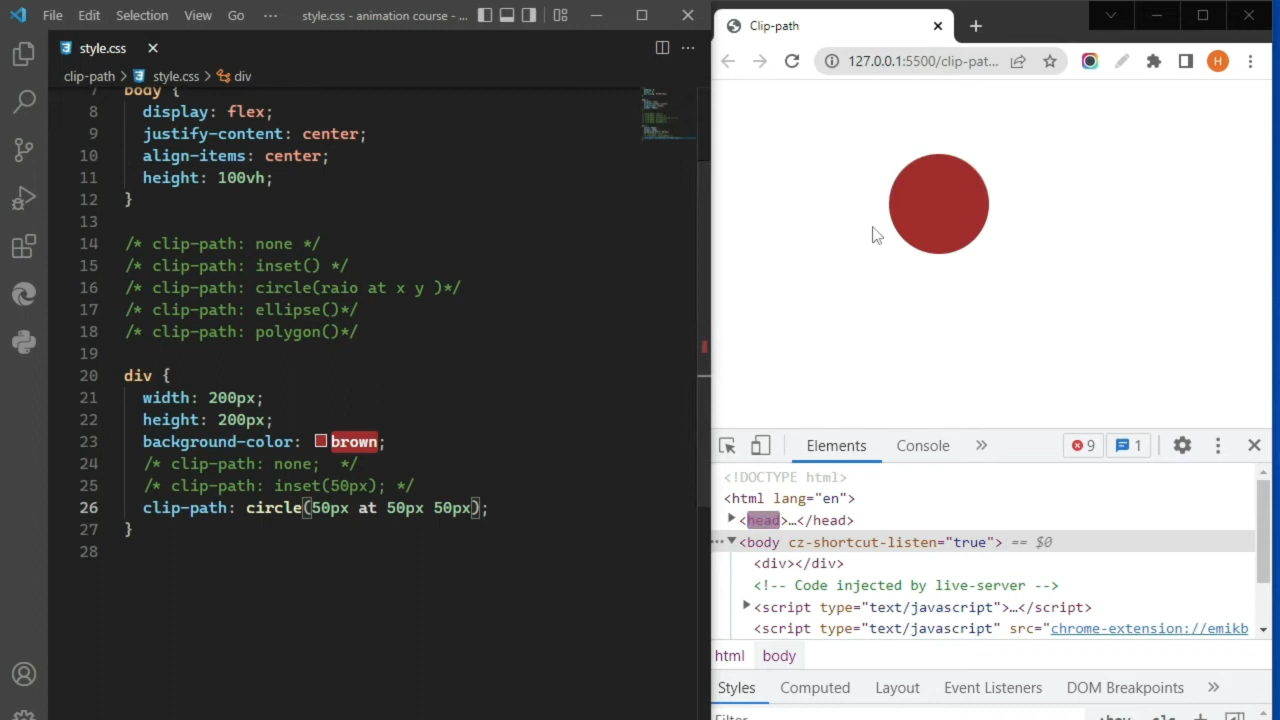 File Edit Selection View Go ··· style.css - animation course - ...
style.css
clip-path > style.css > div
7 body {
8 display: flex;
9 justify-content: center;
10 align-items: center;
11 height: 100vh;
12 }
13
14 /* clip-path: none */
15 /* clip-path: inset() */
16 /* clip-path: circle(raio at x y )*/
17 /* clip-path: ellipse()*/
18 /* clip-path: polygon()*/
19
20 div {
21 width: 200px;
22 height: 200px;
23 background-color: brown;
24 /* clip-path: none;  */
25 /* clip-path: inset(50px); */
26 clip-path: circle(50px at 50px 50px);
27 }
28
Clip-path
127.0.0.1:5500/clip-pat...
H
Elements Console » 9 1
<!DOCTYPE html>
<html lang="en">
<head>…</head>
··· <body cz-shortcut-listen="true"> == $0
<div></div>
<!-- Code injected by live-server -->
<script type="text/javascript">…</script>
<script type="text/javascript" src="chrome-extension://emikb
html body
Styles Computed Layout Event Listeners DOM Breakpoints »
Filter :hov .cls